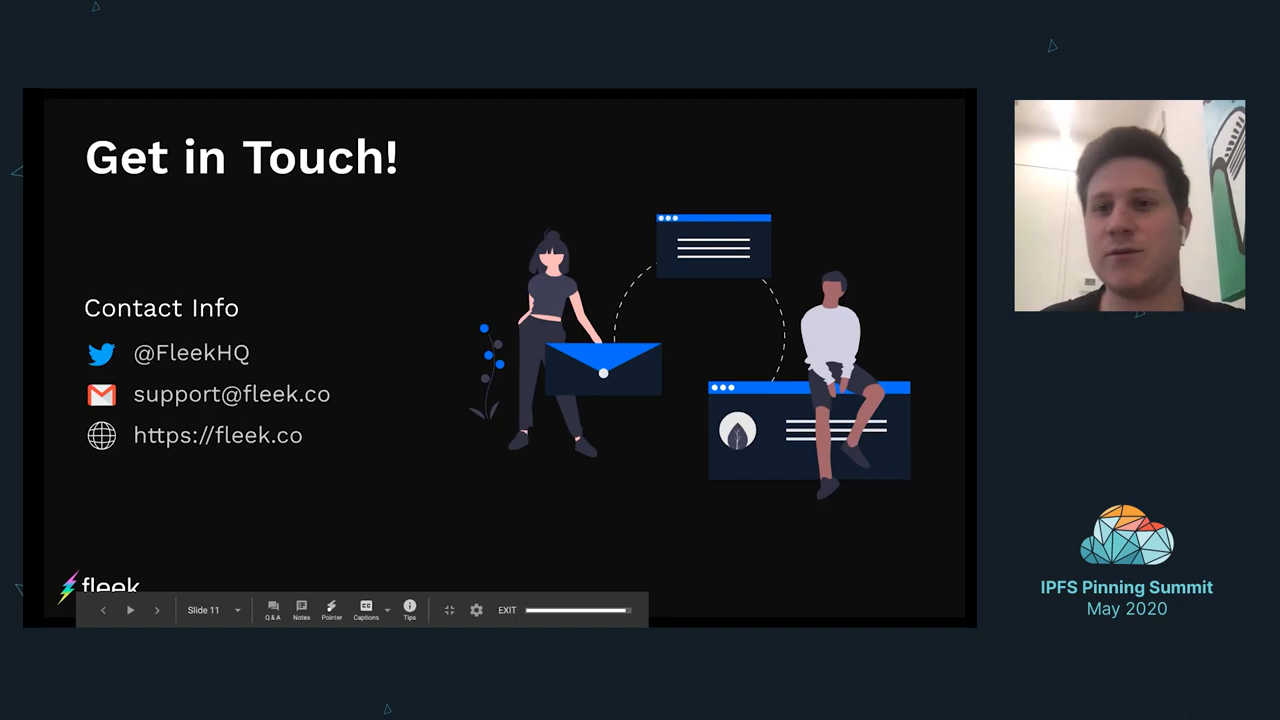 Get in Touch!
Contact Info
@FleekHQ
support@fleek.co
https://fleek.co
fleek
Slide 11
Q & A
Notes
Pointer
Captions
Tips
EXIT
IPFS Pinning Summit
May 2020